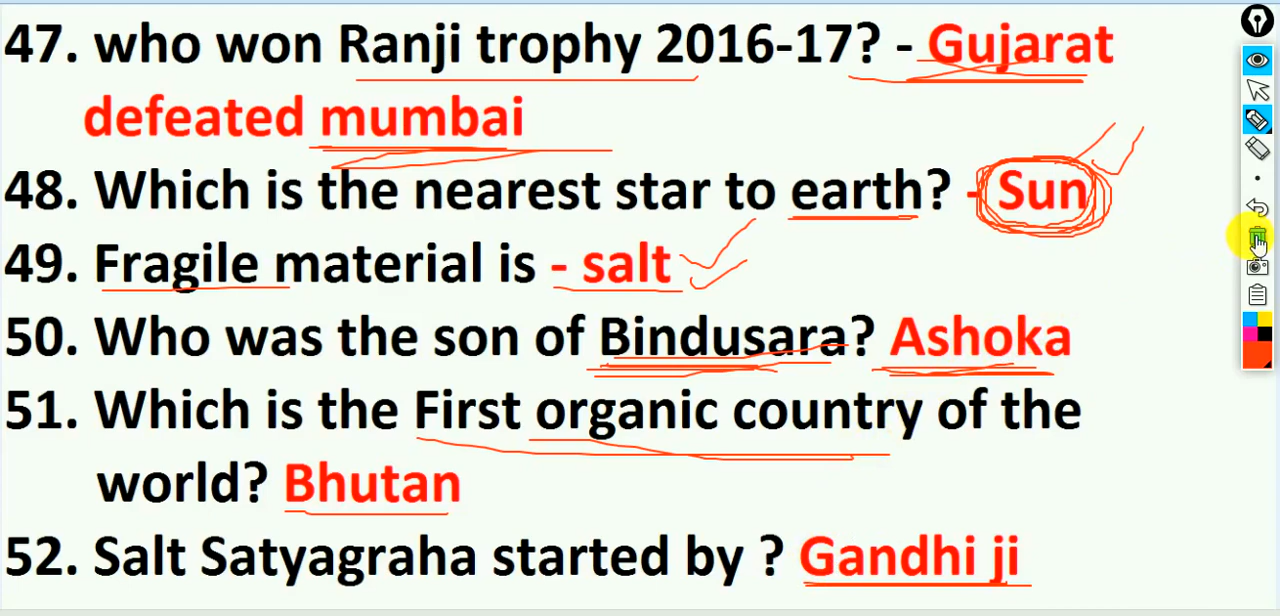 47. who won Ranji trophy 2016-17? - Gujarat
defeated mumbai
48. Which is the nearest star to earth? - Sun
49. Fragile material is - salt
50. Who was the son of Bindusara? Ashoka
51. Which is the First organic country of the
world? Bhutan
52. Salt Satyagraha started by ? Gandhi ji